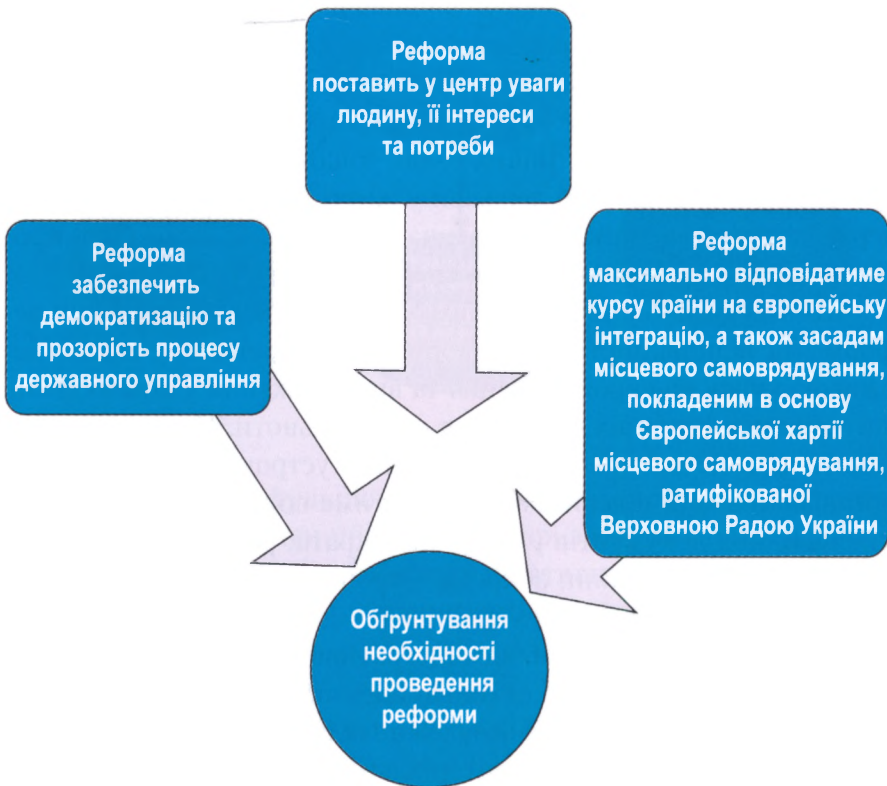 Реформа
поставить у центр уваги
людину, її інтереси
та потреби
Реформа
забезпечить
демократизацію та
прозорість процесу
державного управління
Реформа
максимально відповідатиме
курсу країни на європейську
інтеграцію, а також засадам
місцевого самоврядування,
покладеним в основу
Європейської хартії
місцевого самоврядування,
ратифікованої
Верховною Радою України
Обґрунтування
необхідності
проведення
реформи